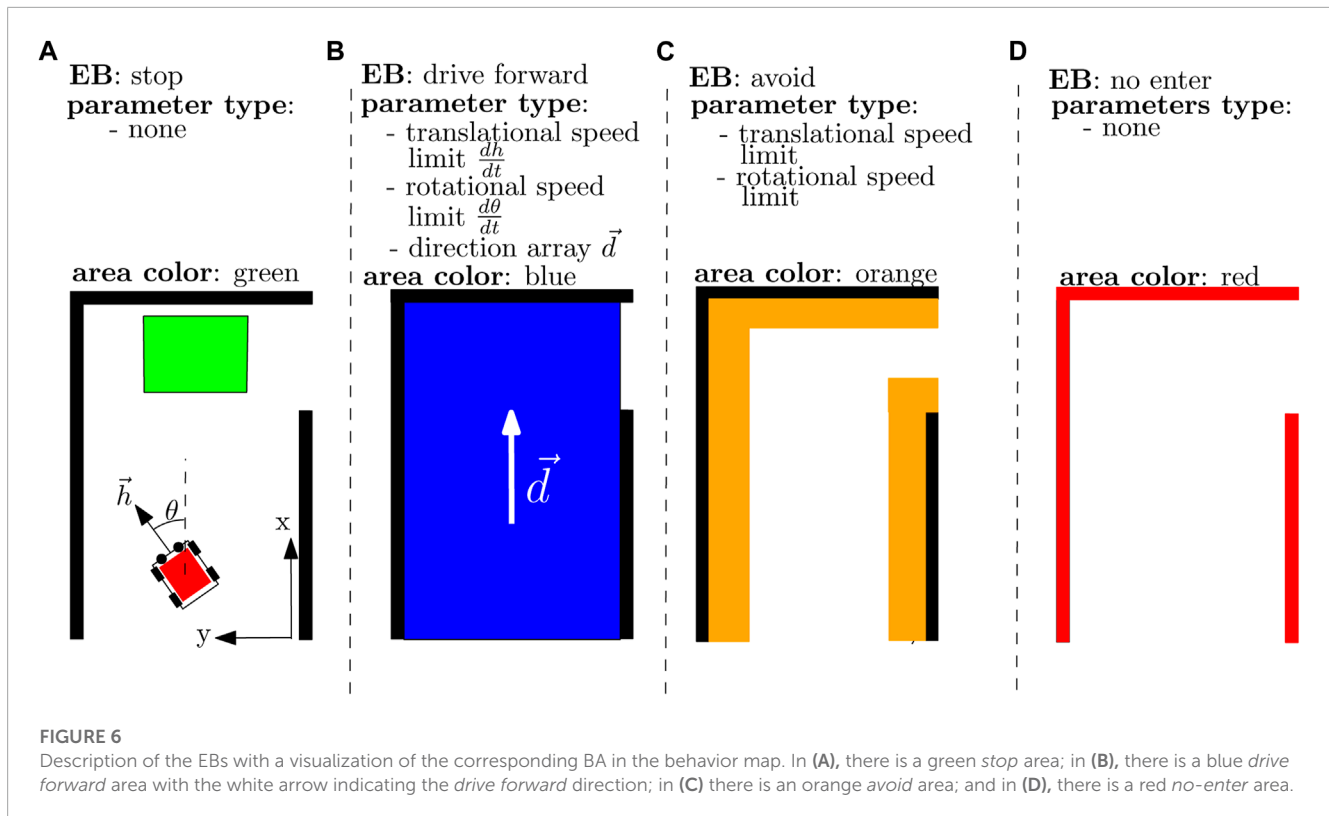 A
EB: stop
parameter type:
- none
area color: green
h⃗
θ
x
y
B
EB: drive forward
parameter type:
- translational speed
limit dh/dt
- rotational speed
limit dθ/dt
- direction array d⃗
area color: blue
d⃗
C
EB: avoid
parameter type:
- translational speed
limit
- rotational speed
limit
area color: orange
D
EB: no enter
parameters type:
- none
area color: red
FIGURE 6
Description of the EBs with a visualization of the corresponding BA in the behavior map. In (A), there is a green stop area; in (B), there is a blue drive
forward area with the white arrow indicating the drive forward direction; in (C) there is an orange avoid area; and in (D), there is a red no-enter area.